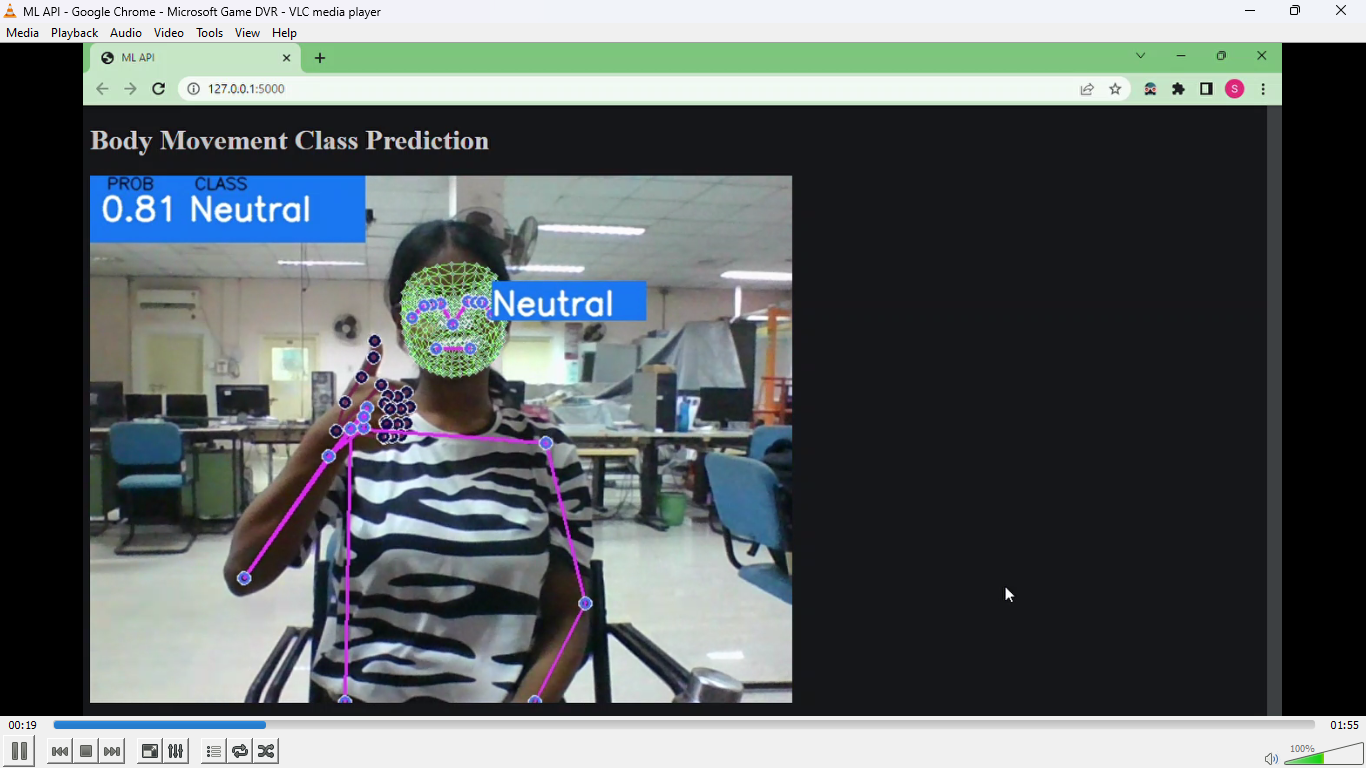 ML API - Google Chrome - Microsoft Game DVR - VLC media player
Media Playback Audio Video Tools View Help
ML API
127.0.0.1:5000
S
Body Movement Class Prediction
PROB CLASS
0.81 Neutral
Neutral
00:19
01:55
100%